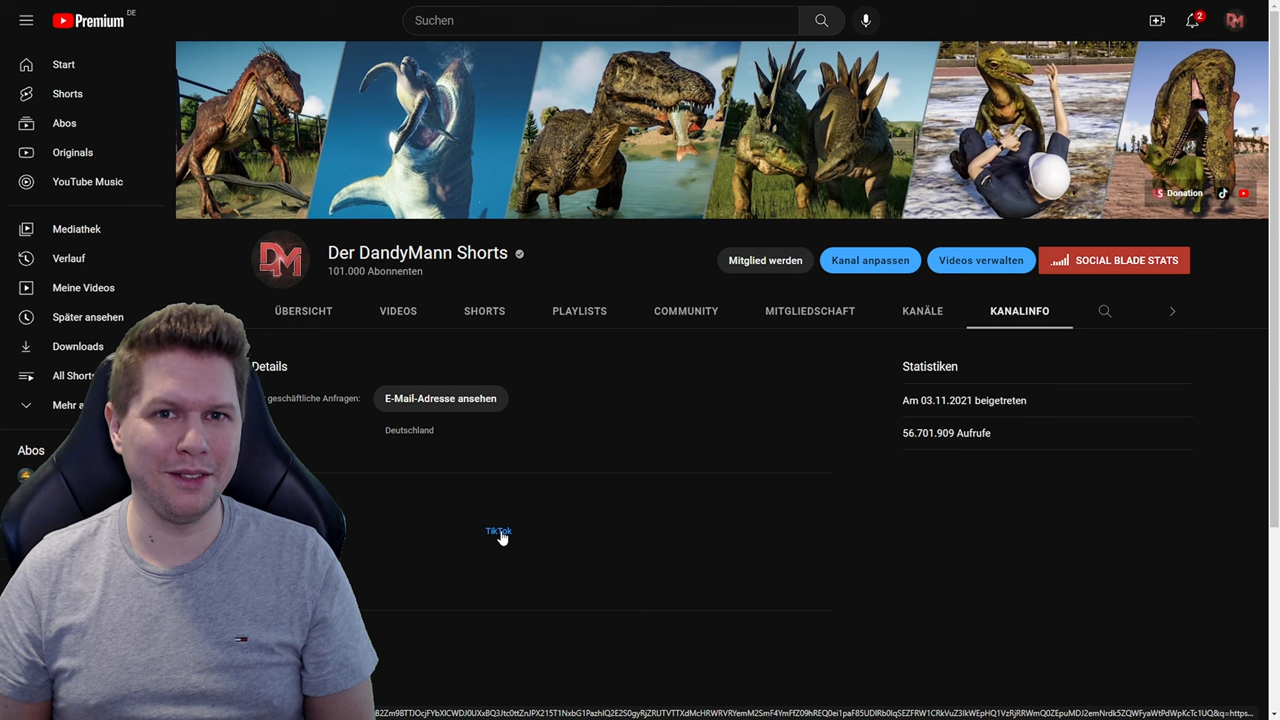 Premium DE
Suchen
2
DM
Start
Shorts
Abos
Originals
YouTube Music
Mediathek
Verlauf
Meine Videos
Später ansehen
Downloads
All Shorts
Mehr a
Abos
Donation
DM
Der DandyMann Shorts
101.000 Abonnenten
Mitglied werden
Kanal anpassen
Videos verwalten
SOCIAL BLADE STATS
ÜBERSICHT
VIDEOS
SHORTS
PLAYLISTS
COMMUNITY
MITGLIEDSCHAFT
KANÄLE
KANALINFO
Details
geschäftliche Anfragen:
E-Mail-Adresse ansehen
Deutschland
TikTok
Statistiken
Am 03.11.2021 beigetreten
56.701.909 Aufrufe